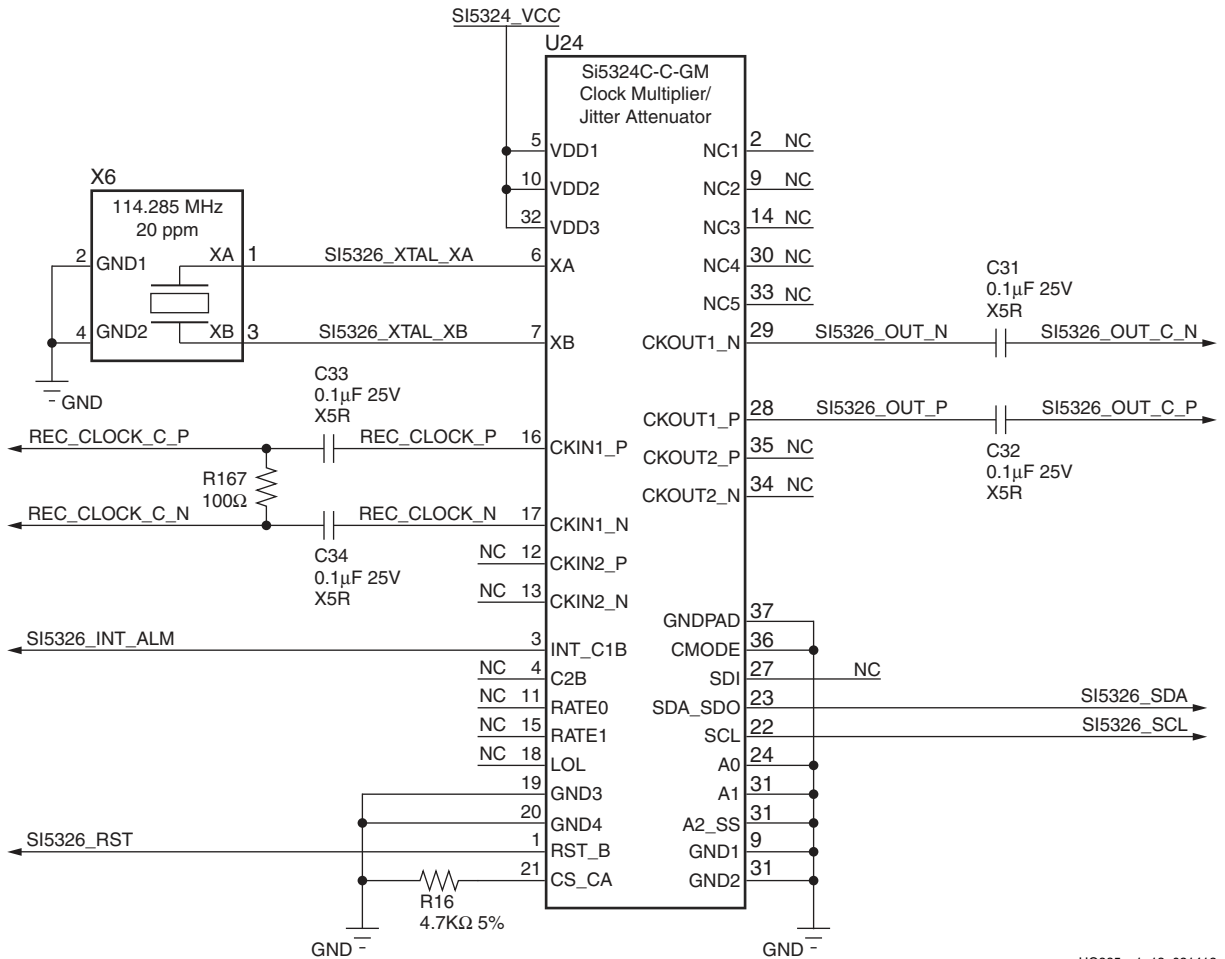 SI5324_VCC
U24
Si5324C-C-GM
Clock Multiplier/
Jitter Attenuator
5 VDD1
10 VDD2
32 VDD3
6 XA
7 XB
16 CKIN1_P
17 CKIN1_N
NC 12 CKIN2_P
NC 13 CKIN2_N
3 INT_C1B
NC 4 C2B
NC 11 RATE0
NC 15 RATE1
NC 18 LOL
19 GND3
20 GND4
1 RST_B
21 CS_CA
NC1 2 NC
NC2 9 NC
NC3 14 NC
NC4 30 NC
NC5 33 NC
CKOUT1_N 29 SI5326_OUT_N
CKOUT1_P 28 SI5326_OUT_P
CKOUT2_P 35 NC
CKOUT2_N 34 NC
GNDPAD 37
CMODE 36
SDI 27 NC
SDA_SDO 23 SI5326_SDA
SCL 22 SI5326_SCL
A0 24
A1 31
A2_SS 31
GND1 9
GND2 31
GND
X6
114.285 MHz
20 ppm
2 GND1
XA 1
SI5326_XTAL_XA
4 GND2
XB 3
SI5326_XTAL_XB
GND
C33
0.1µF 25V
X5R
REC_CLOCK_C_P
REC_CLOCK_P
R167
100Ω
REC_CLOCK_C_N
REC_CLOCK_N
C34
0.1µF 25V
X5R
SI5326_INT_ALM
SI5326_RST
R16
4.7KΩ 5%
GND
C31
0.1µF 25V
X5R
SI5326_OUT_C_N
SI5326_OUT_C_P
C32
0.1µF 25V
X5R